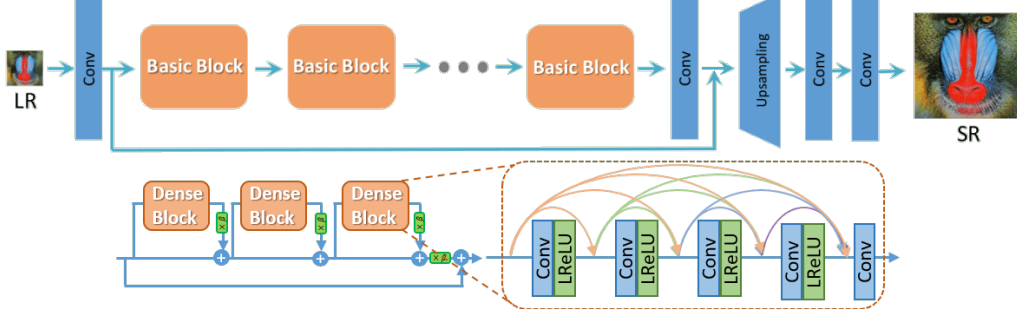 LR
Conv
Basic Block
Basic Block
Basic Block
Conv
Upsampling
Conv
Conv
SR
Dense
Block
× β
Dense
Block
× β
Dense
Block
× β
× β
Conv
LReLU
Conv
LReLU
Conv
LReLU
Conv
LReLU
Conv